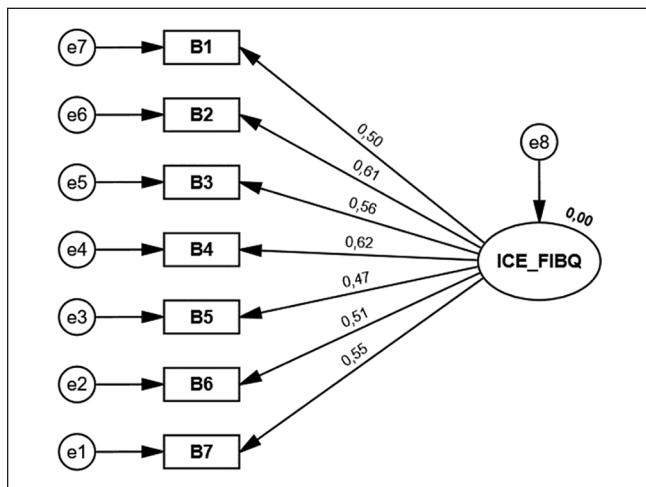 e7 B1
0,50
e6 B2
0,61
e8
e5 B3
0,56
0,00
e4 B4
0,62
ICE_FIBQ
e3 B5
0,47
e2 B6
0,51
e1 B7
0,55